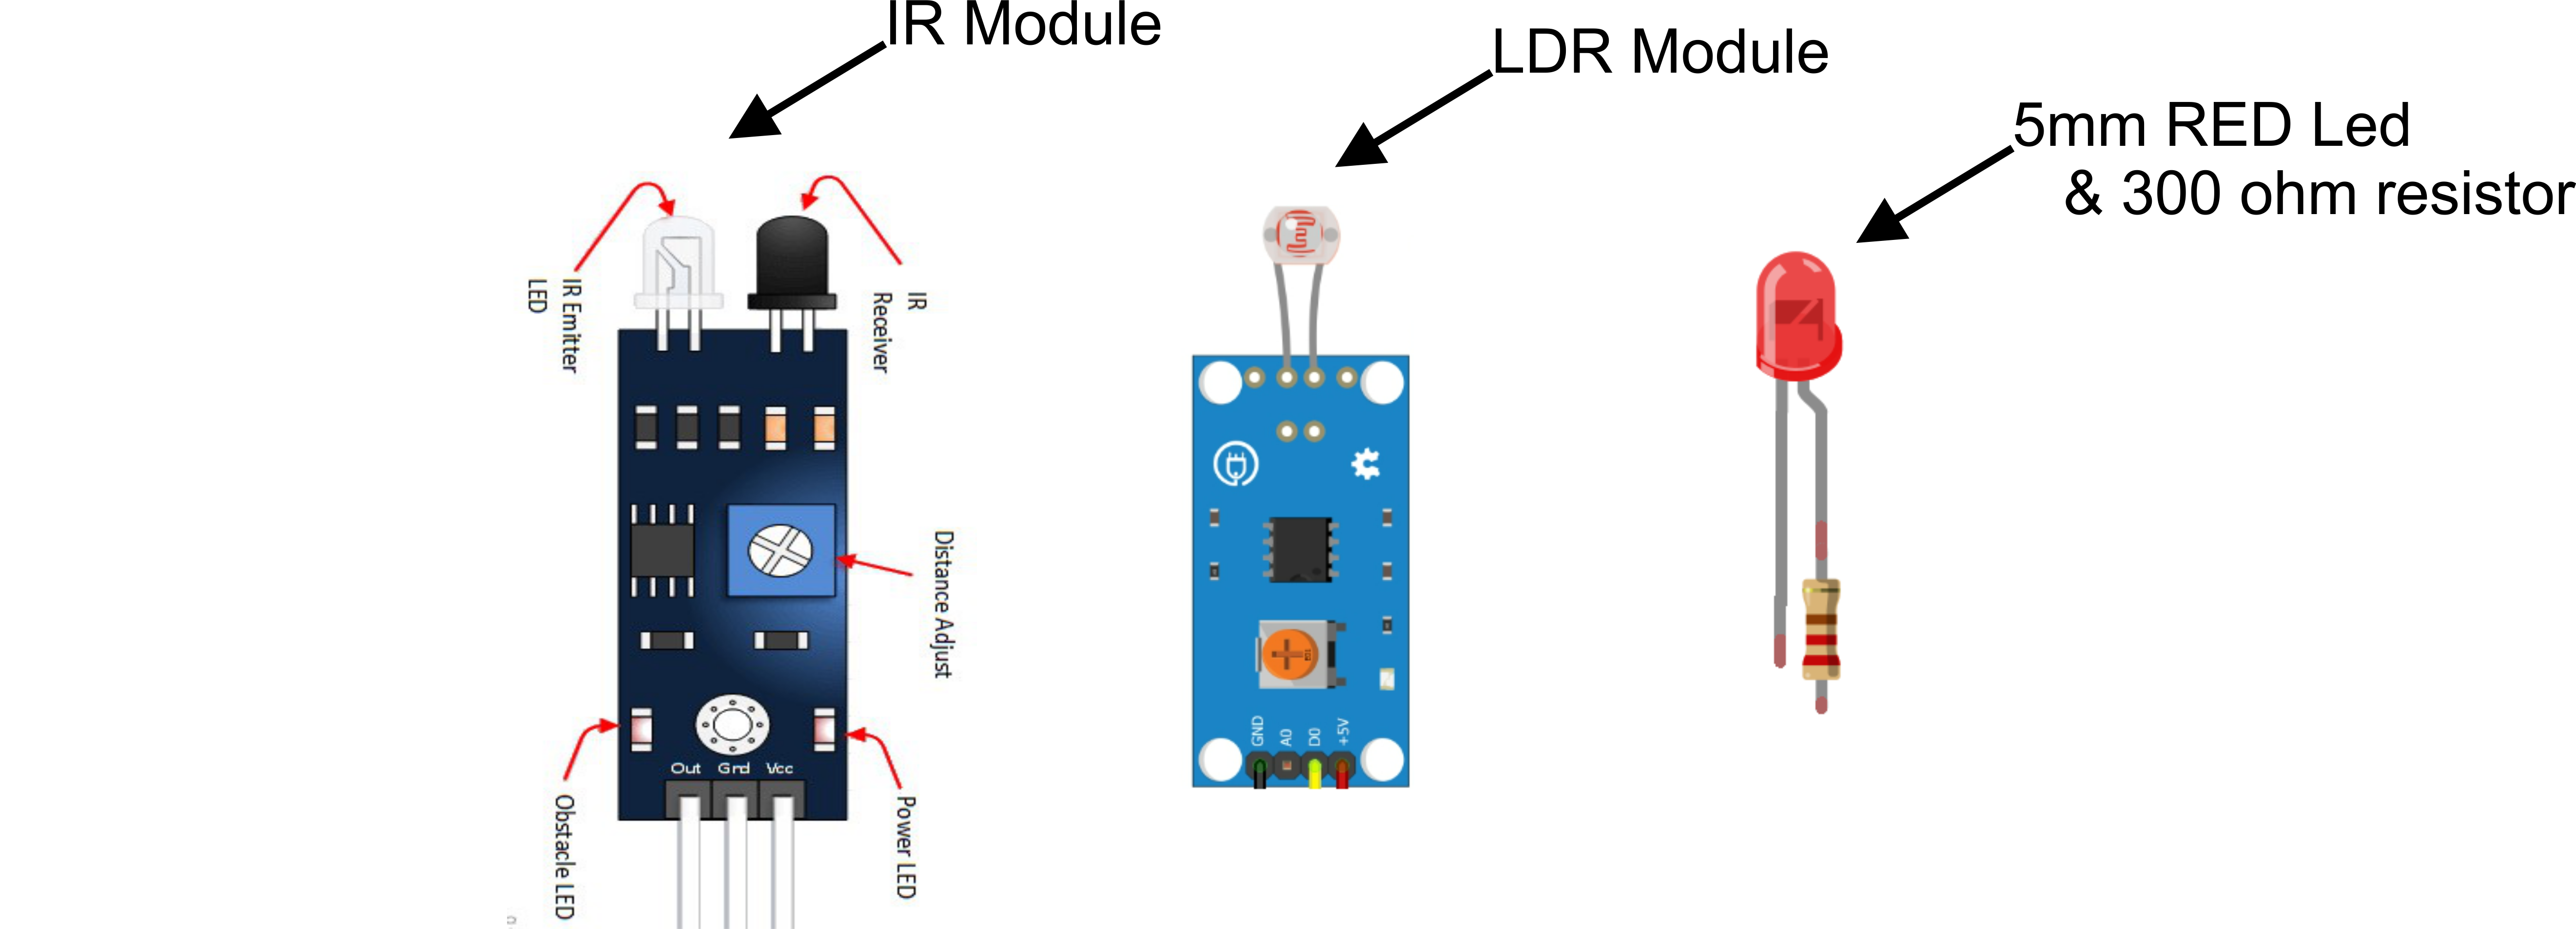 IR Module
LDR Module
5mm RED Led
& 300 ohm resistor
IR Emitter
LED
IR
Receiver
Distance Adjust
Out Gnd Vcc
Obstacle LED
Power LED
GND
A0
D0
+5V